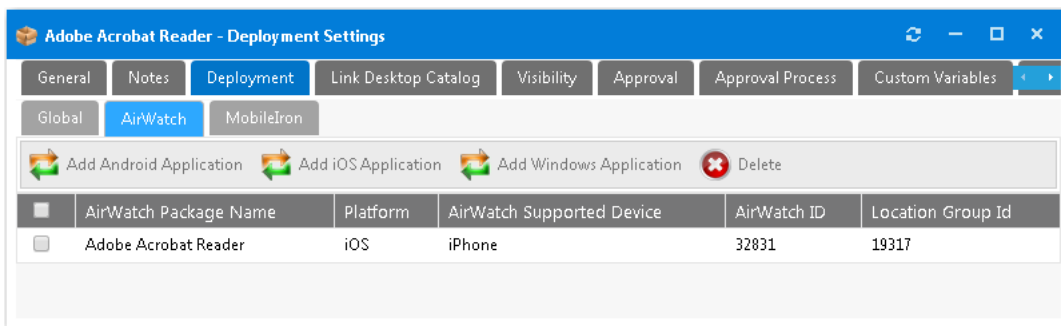 Adobe Acrobat Reader - Deployment Settings
General Notes Deployment Link Desktop Catalog Visibility Approval Approval Process Custom Variables
Global AirWatch MobileIron
Add Android Application Add iOS Application Add Windows Application Delete
AirWatch Package Name Platform AirWatch Supported Device AirWatch ID Location Group Id
Adobe Acrobat Reader iOS iPhone 32831 19317